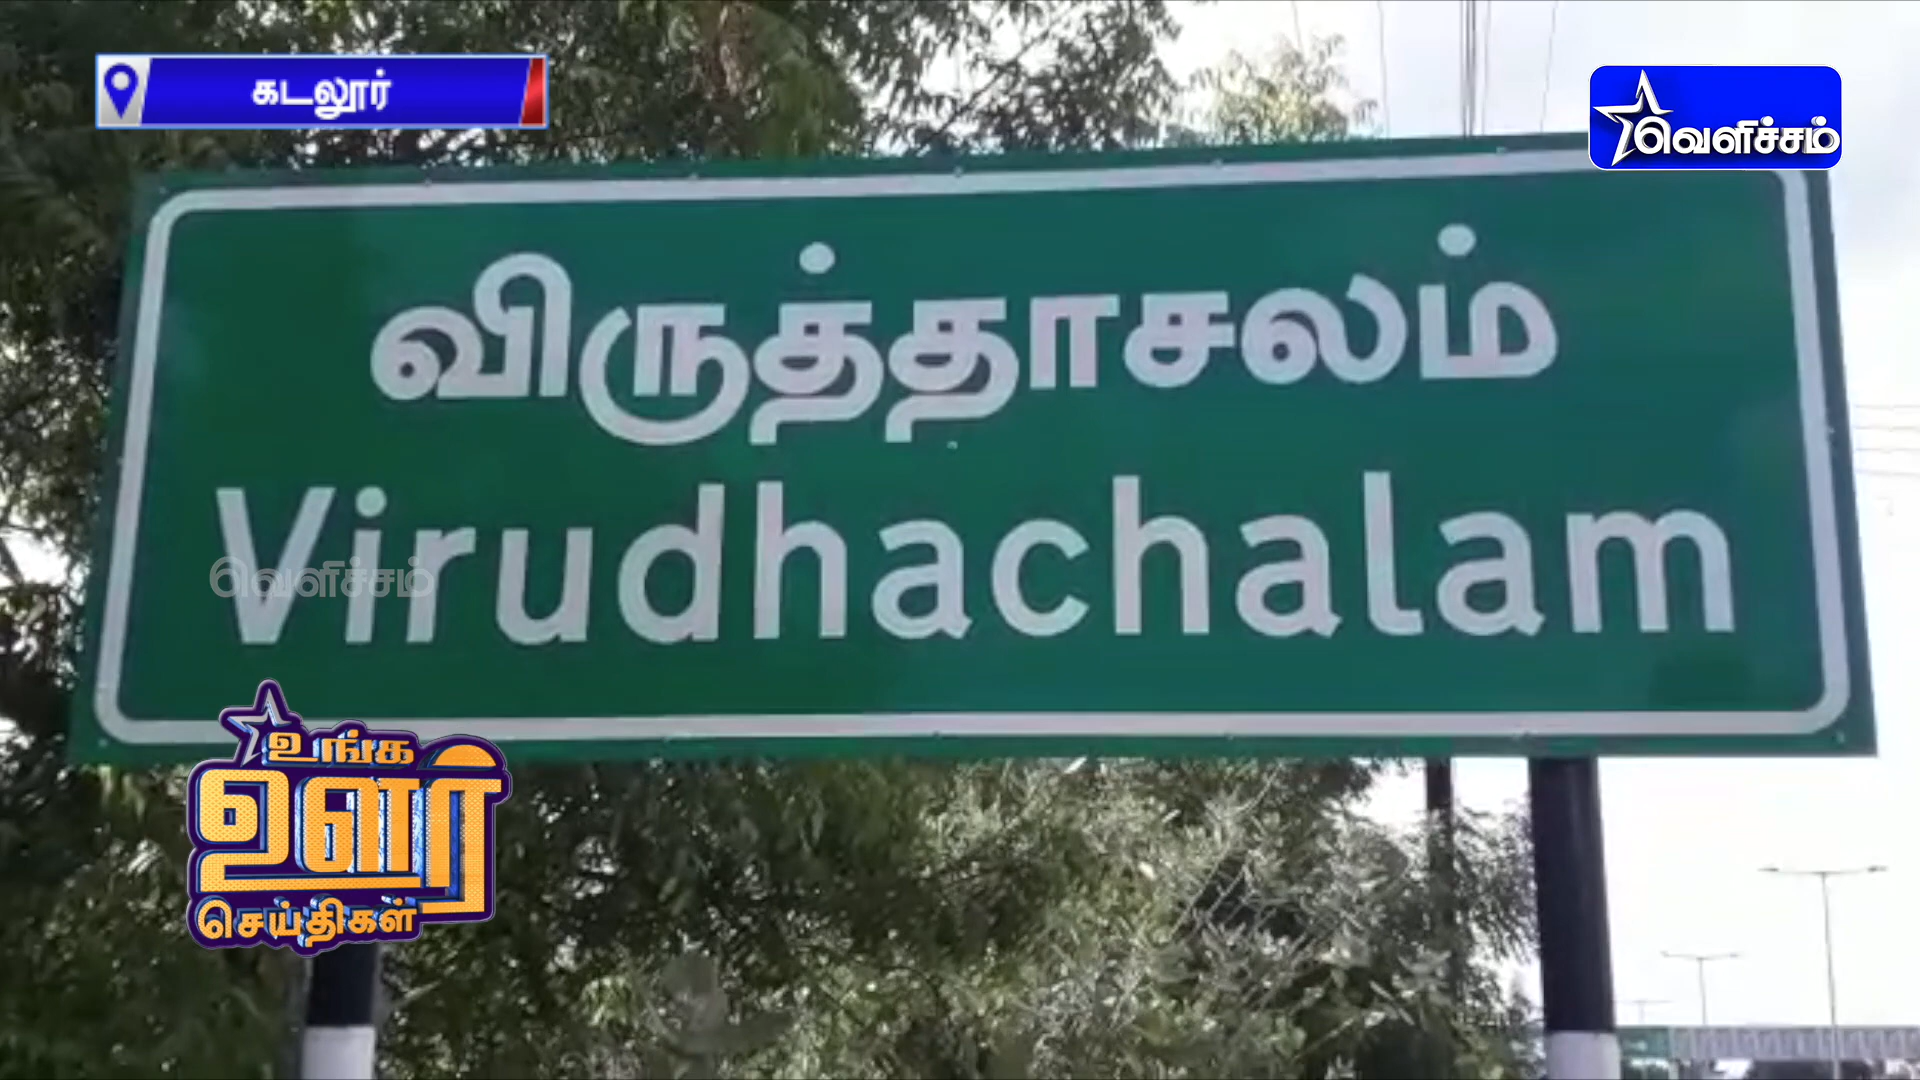 கடலூர்
வெளிச்சம்
விருத்தாசலம்
Virudhachalam
வெளிச்சம்
உங்க
ஊர்
செய்திகள்